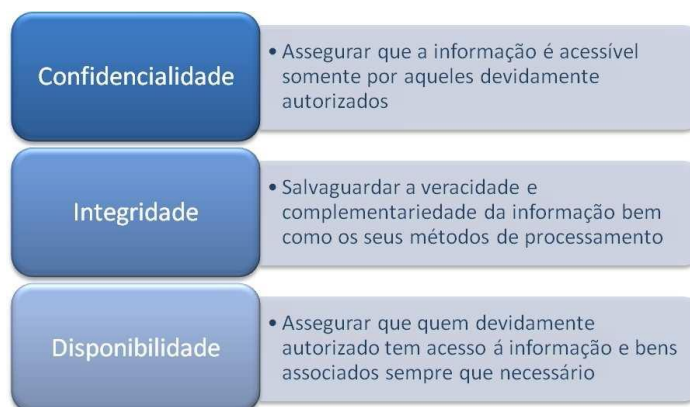 Confidencialidade
• Assegurar que a informação é acessível
somente por aqueles devidamente
autorizados
Integridade
• Salvaguardar a veracidade e
complementariedade da informação bem
como os seus métodos de processamento
Disponibilidade
• Assegurar que quem devidamente
autorizado tem acesso á informação e bens
associados sempre que necessário